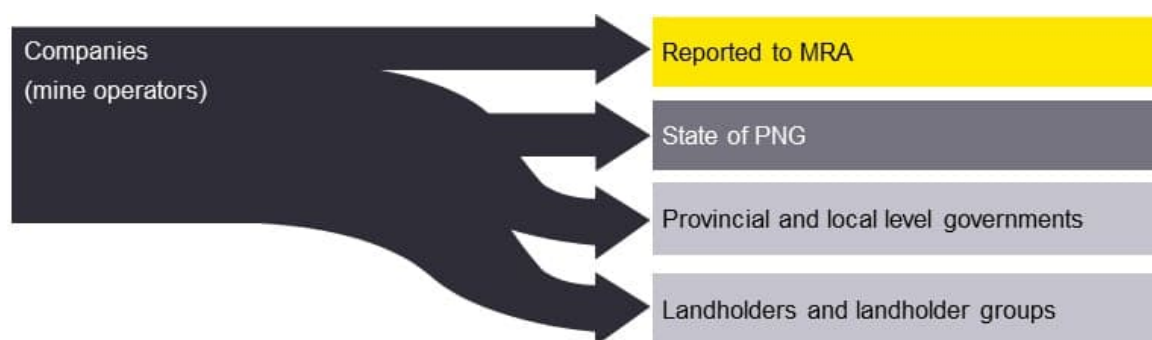 Companies
(mine operators)
Reported to MRA
State of PNG
Provincial and local level governments
Landholders and landholder groups